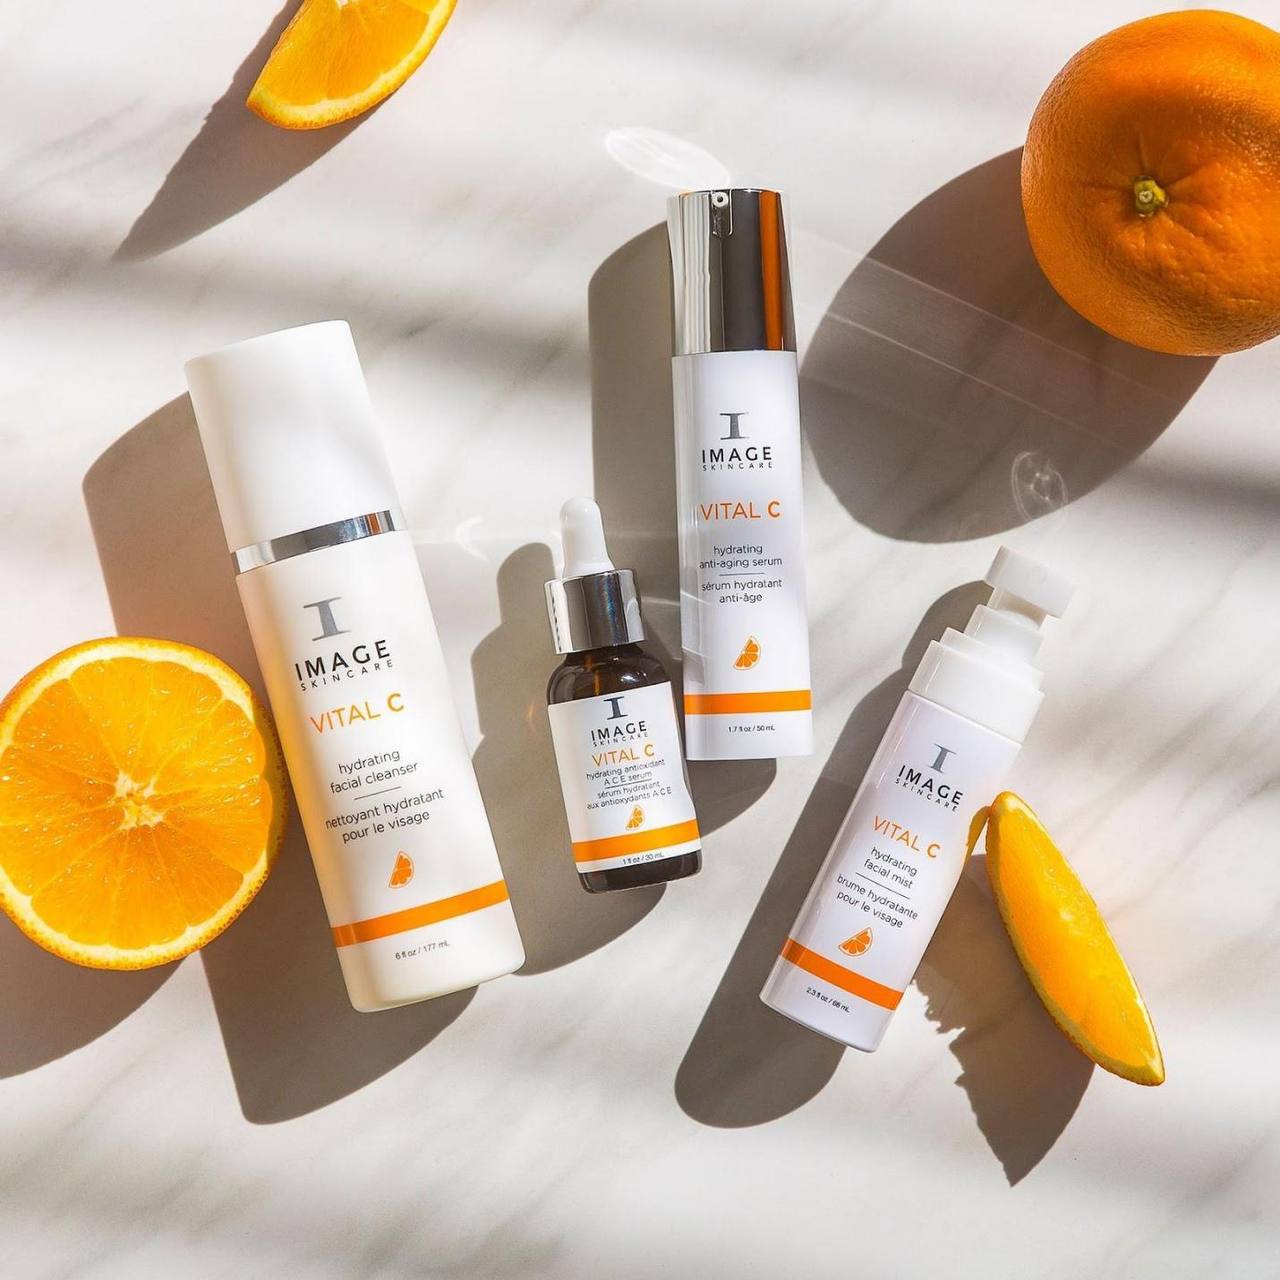 I
IMAGE
SKINCARE
VITAL C
hydrating
facial cleanser
nettoyant hydratant
pour le visage
6 fl oz / 177 mL
I
IMAGE
SKINCARE
VITAL C
hydrating antioxidant
A C E serum
sérum hydratant
aux antioxydants A C E
1 fl oz / 30 mL
I
IMAGE
SKINCARE
VITAL C
hydrating
anti-aging serum
sérum hydratant
anti-âge
1.7 fl oz / 50 mL
I
IMAGE
SKINCARE
VITAL C
hydrating
facial mist
brume hydratante
pour le visage
2.3 fl oz / 68 mL